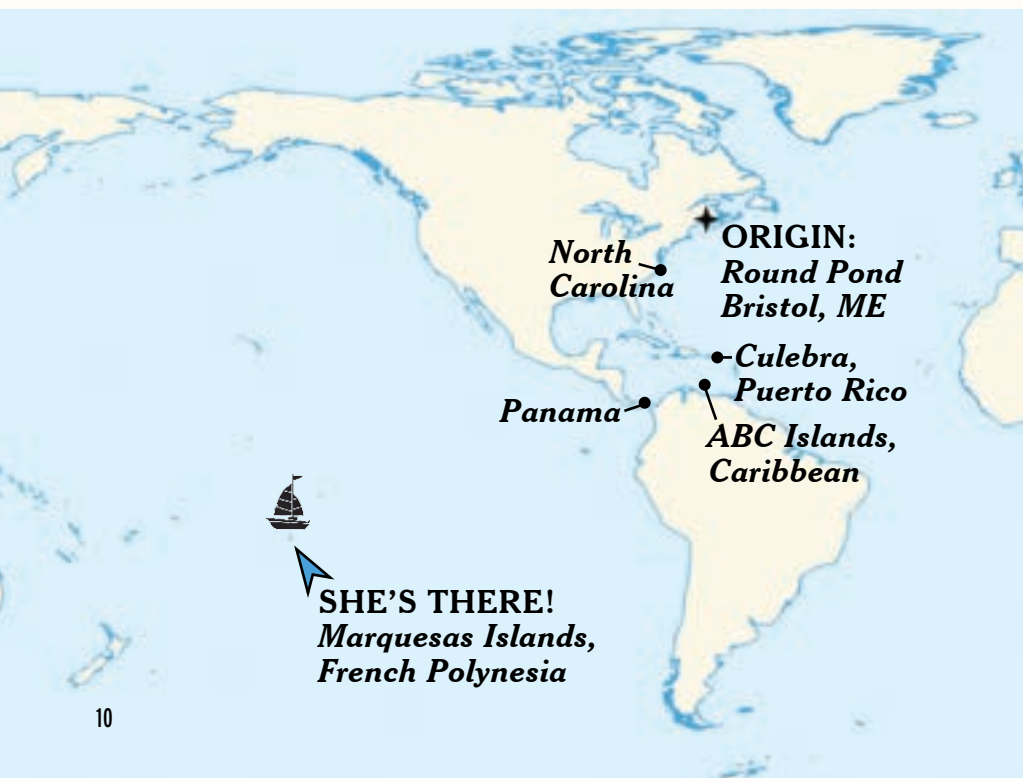 ORIGIN:
Round Pond
Bristol, ME
North
Carolina
Culebra,
Puerto Rico
Panama
ABC Islands,
Caribbean
SHE’S THERE!
Marquesas Islands,
French Polynesia
10